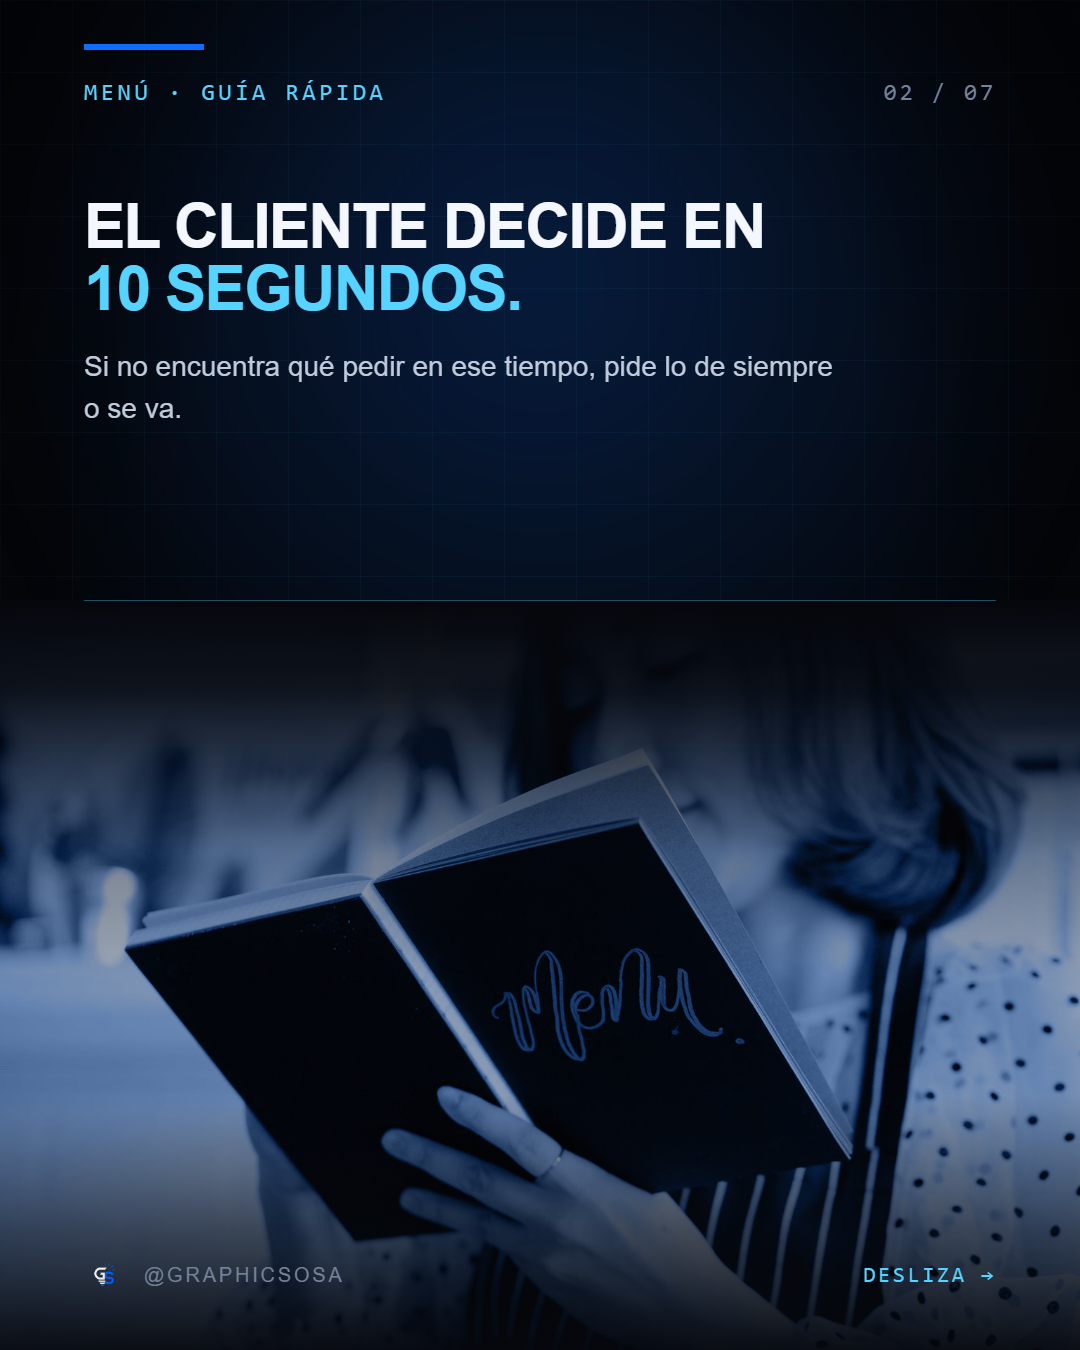 MENÚ · GUÍA RÁPIDA
02 / 07
EL CLIENTE DECIDE EN
10 SEGUNDOS.
Si no encuentra qué pedir en ese tiempo, pide lo de siempre
o se va.
Menu.
GS @GRAPHICSOSA
DESLIZA →